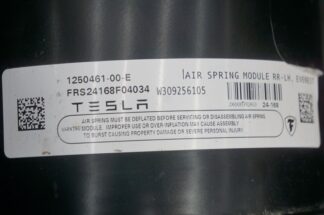 1250461-00-E
AIR SPRING MODULE RR-LH,
FRS24168F04034
W309256105
TESLA
24-168
AIR SPRING MUST BE DEFLATED BEFORE SERVICING OR DISASSEMBLING AIR SPRING
MODULE. IMPROPER USE OR OVER INFLATION MAY CAUSE ASSEMBLY
TO BURST CAUSING PROPERTY DAMAGE OR SEVERE PERSONAL INJURY